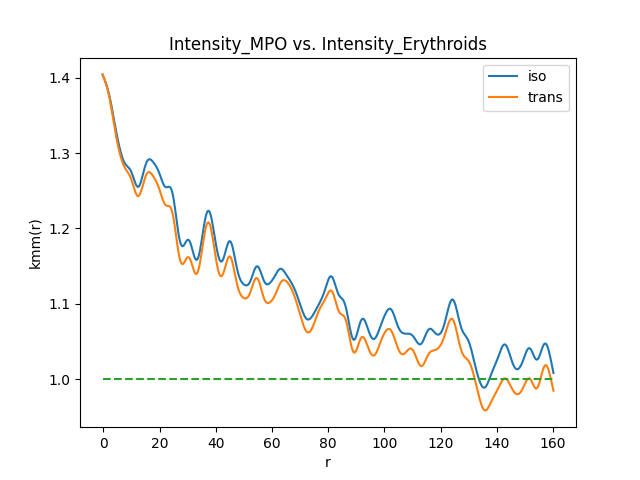 Intensity_MPO vs. Intensity_Erythroids
iso
trans
kmm(r)
1.4
1.3
1.2
1.1
1.0
0 20 40 60 80 100 120 140 160
r